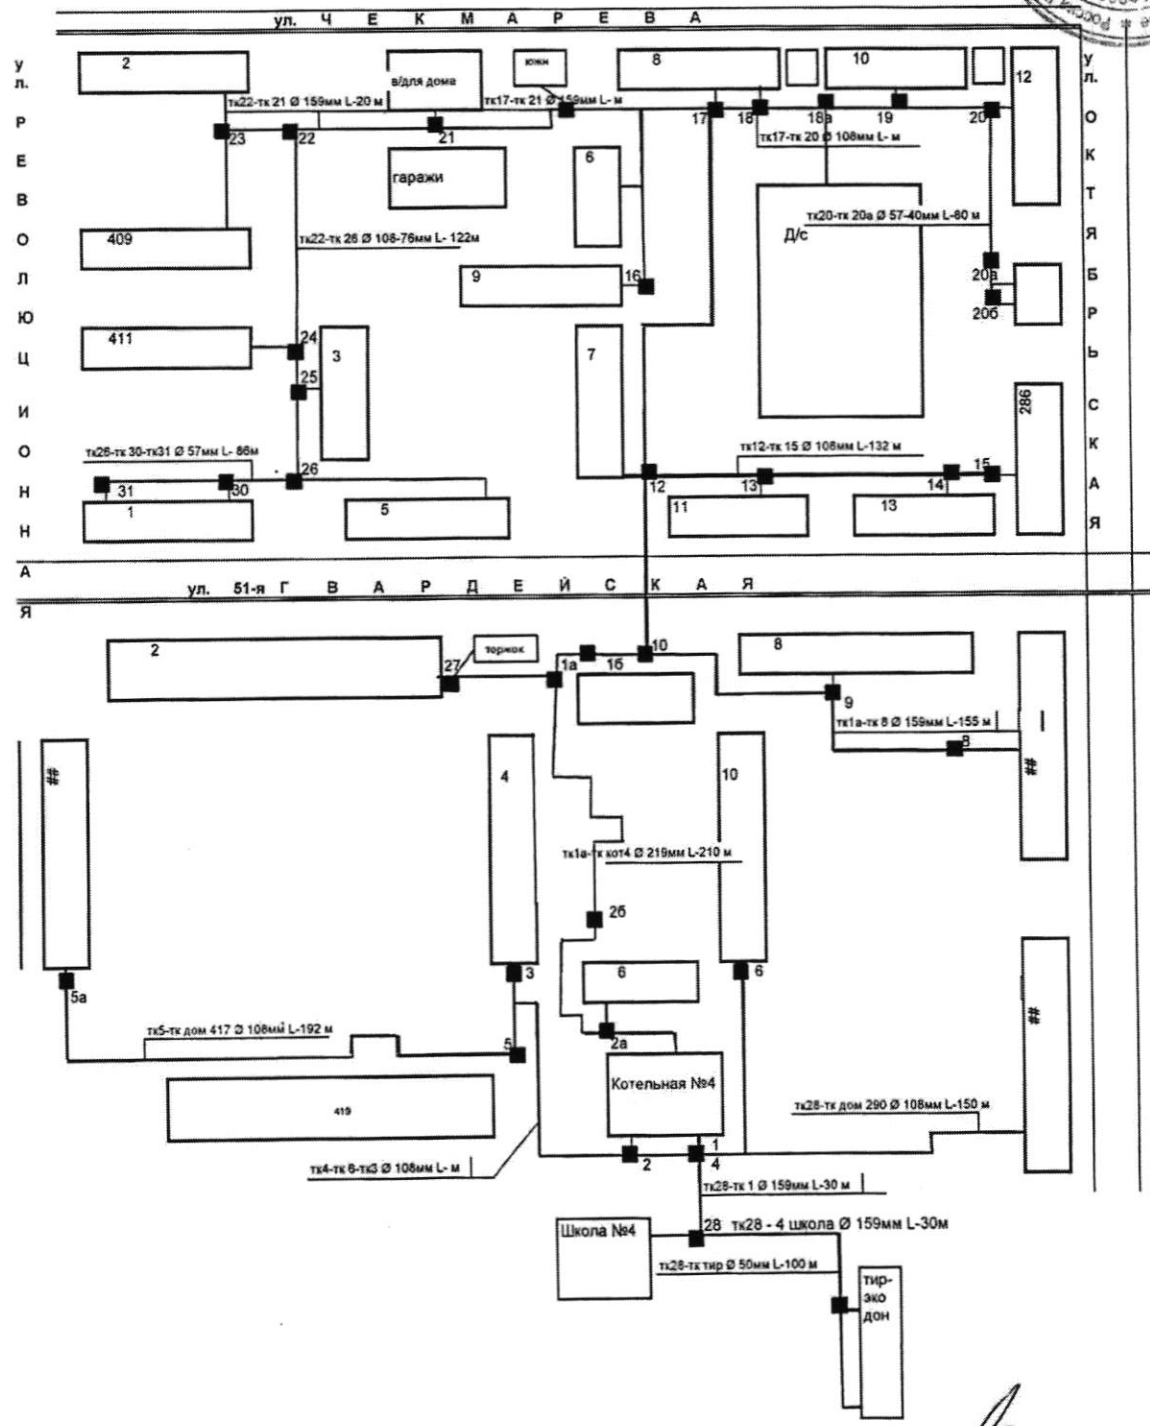 ул. ЧЕКМАРЕВА
ул. РЕВОЛЮЦИОННАЯ
ул. ОКТЯБРЬСКАЯ
2
в/для дома
южн
8
10
12
тк22-тк 21 Ø 159мм L-20 м
тк17-тк 21 Ø 159мм L- м
23
22
21
17
18
18а
19
20
тк17-тк 20 Ø 108мм L- м
6
гаражи
409
тк22-тк 26 Ø 108-76мм L- 122м
тк20-тк 20а Ø 57-40мм L-80 м
Д/с
9
16
20а
20б
411
24
3
25
7
286
тк26-тк 30-тк31 Ø 57мм L- 86м
тк12-тк 15 Ø 108мм L-132 м
26
31
30
12
13
14
15
1
5
11
13
ул. 51-я ГВАРДЕЙСКАЯ
2
27
торжок
1а
1б
10
8
9
тк1а-тк 8 Ø 159мм L-155 м
8
##
##
4
10
тк1а-тк кот4 Ø 219мм L-210 м
2б
3
6
6
5а
##
тк5-тк дом 417 Ø 108мм L-192 м
5
2а
Котельная №4
419
тк28-тк дом 290 Ø 108мм L-150 м
1
2
4
тк4-тк 6-тк3 Ø 108мм L- м
тк28-тк 1 Ø 159мм L-30 м
Школа №4
28 тк28 - 4 школа Ø 159мм L-30м
тк28-тк тир Ø 50мм L-100 м
тир-
эко
дон